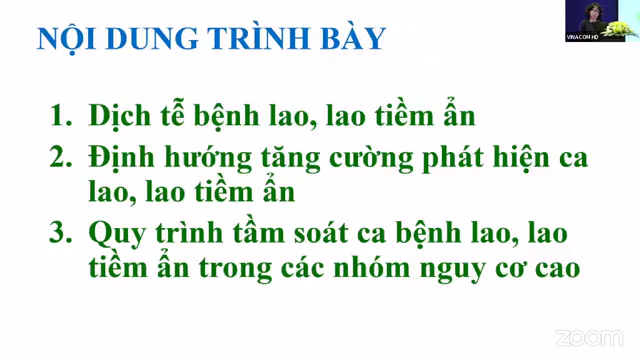 NỘI DUNG TRÌNH BÀY
VINACOM HD
1. Dịch tễ bệnh lao, lao tiềm ẩn
2. Định hướng tăng cường phát hiện ca
lao, lao tiềm ẩn
3. Quy trình tầm soát ca bệnh lao, lao
tiềm ẩn trong các nhóm nguy cơ cao
zoom